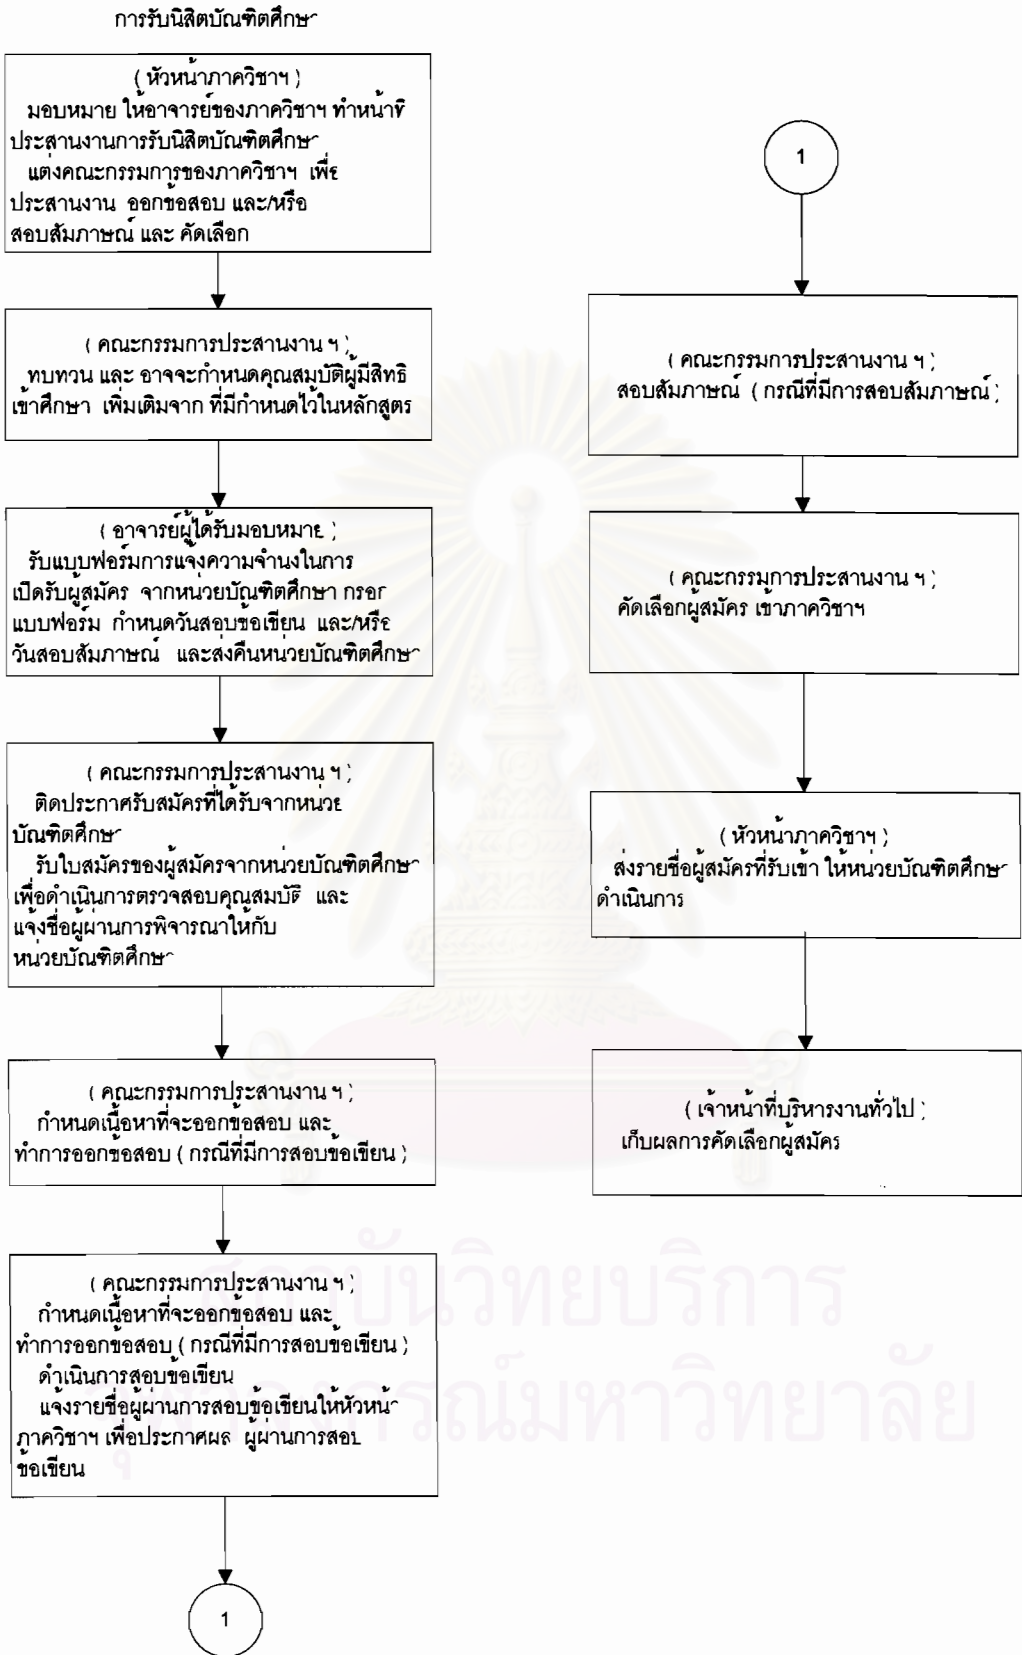 การรับนิสิตบัณฑิตศึกษา
( หัวหน้าภาควิชาฯ )
มอบหมาย ให้อาจารย์ของภาควิชาฯ ทำหน้าที่
ประสานงานการรับนิสิตบัณฑิตศึกษา
แต่งคณะกรรมการของภาควิชาฯ เพื่อ
ประสานงาน ออกข้อสอบ และ/หรือ
สอบสัมภาษณ์ และ คัดเลือก
( คณะกรรมการประสานงาน ฯ )
ทบทวน และ อาจจะกำหนดคุณสมบัติผู้มีสิทธิ
เข้าศึกษา เพิ่มเติมจาก ที่มีกำหนดไว้ในหลักสูตร
( อาจารย์ผู้ได้รับมอบหมาย )
รับแบบฟอร์มการแจ้งความจำนงในการ
เปิดรับผู้สมัคร จากหน่วยบัณฑิตศึกษา กรอก
แบบฟอร์ม กำหนดวันสอบข้อเขียน และ/หรือ
วันสอบสัมภาษณ์ และส่งคืนหน่วยบัณฑิตศึกษา
( คณะกรรมการประสานงาน ฯ )
ติดประกาศรับสมัครที่ได้รับจากหน่วย
บัณฑิตศึกษา
รับใบสมัครของผู้สมัครจากหน่วยบัณฑิตศึกษา
เพื่อดำเนินการตรวจสอบคุณสมบัติ และ
แจ้งชื่อผู้ผ่านการพิจารณาให้กับ
หน่วยบัณฑิตศึกษา
( คณะกรรมการประสานงาน ฯ )
กำหนดเนื้อหาที่จะออกข้อสอบ และ
ทำการออกข้อสอบ ( กรณีที่มีการสอบข้อเขียน )
( คณะกรรมการประสานงาน ฯ )
กำหนดเนื้อหาที่จะออกข้อสอบ และ
ทำการออกข้อสอบ ( กรณีที่มีการสอบข้อเขียน )
ดำเนินการสอบข้อเขียน
แจ้งรายชื่อผู้ผ่านการสอบข้อเขียนให้หัวหน้า
ภาควิชาฯ เพื่อประกาศผล ผู้ผ่านการสอบ
ข้อเขียน
1
1
( คณะกรรมการประสานงาน ฯ )
สอบสัมภาษณ์ ( กรณีที่มีการสอบสัมภาษณ์ )
( คณะกรรมการประสานงาน ฯ )
คัดเลือกผู้สมัคร เข้าภาควิชาฯ
( หัวหน้าภาควิชาฯ )
ส่งรายชื่อผู้สมัครที่รับเข้า ให้หน่วยบัณฑิตศึกษา
ดำเนินการ
( เจ้าหน้าที่บริหารงานทั่วไป )
เก็บผลการคัดเลือกผู้สมัคร
สถาบันวิทยบริการ
จุฬาลงกรณ์มหาวิทยาลัย